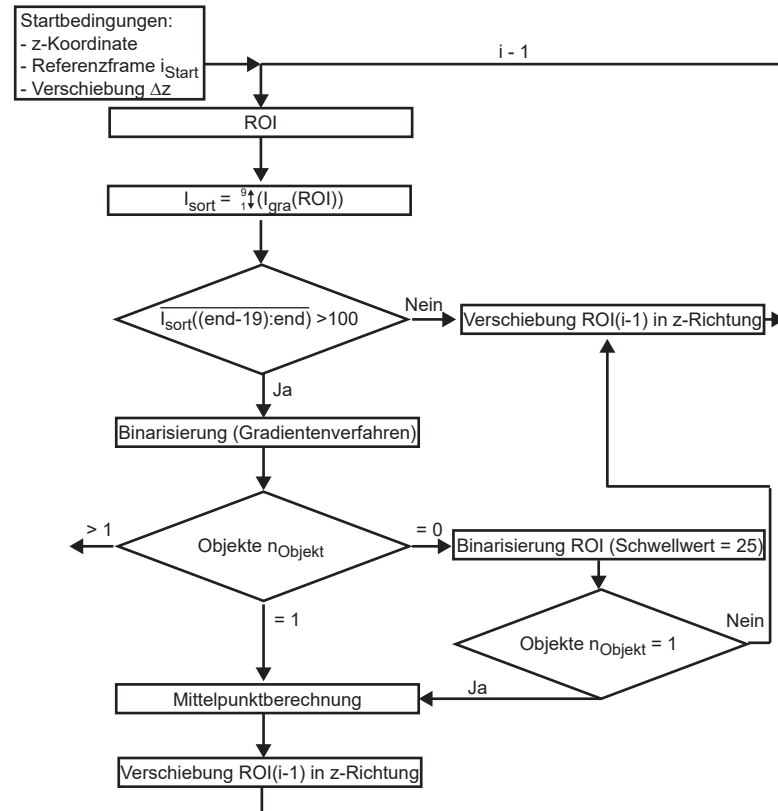 Startbedingungen:
- z-Koordinate
- Referenzframe iStart
- Verschiebung Δz
i - 1
ROI
Isort = 9 1↕(Igra(ROI))
Isort((end-19):end) >100
Nein
Verschiebung ROI(i-1) in z-Richtung
Ja
Binarisierung (Gradientenverfahren)
> 1
Objekte nObjekt
= 0
Binarisierung ROI (Schwellwert = 25)
= 1
Objekte nObjekt = 1
Nein
Ja
Mittelpunktberechnung
Verschiebung ROI(i-1) in z-Richtung